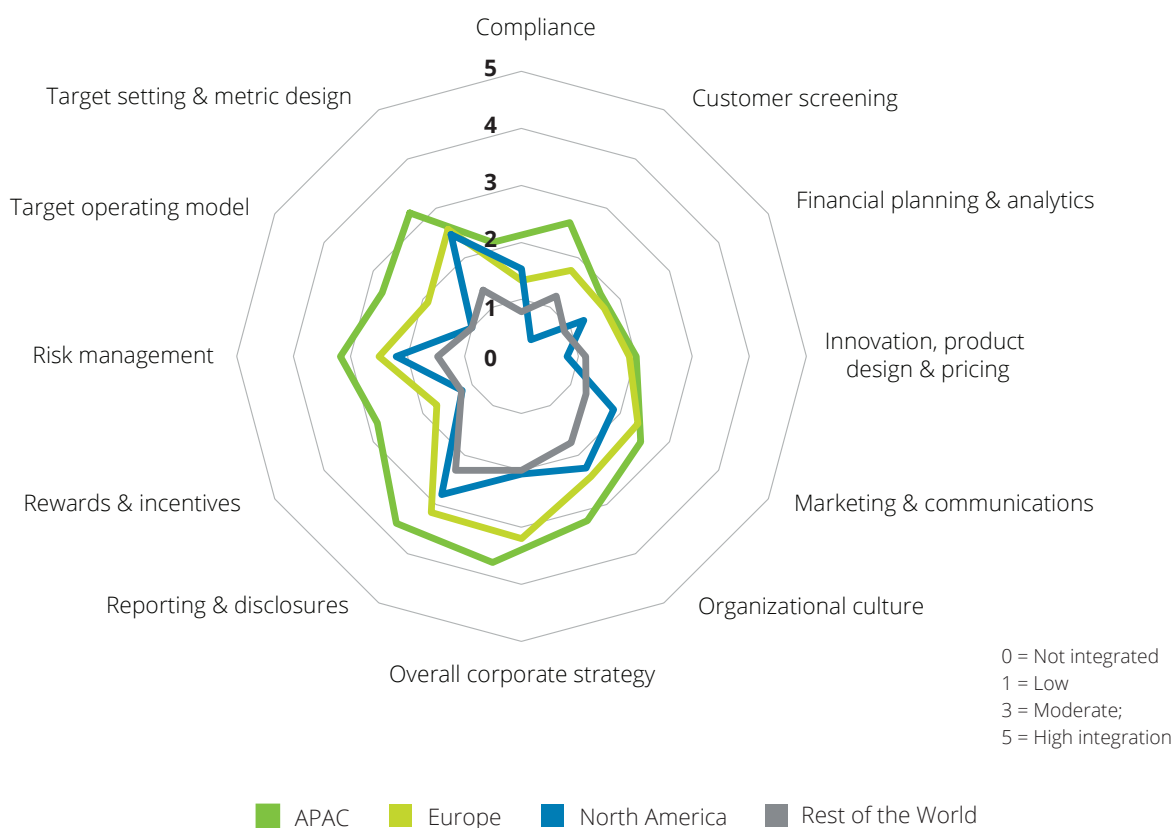 Compliance
5
Target setting & metric design
Customer screening
4
3
Target operating model
Financial planning & analytics
2
1
Risk management
0
Innovation, product
design & pricing
Rewards & incentives
Marketing & communications
Reporting & disclosures
Organizational culture
Overall corporate strategy
0 = Not integrated
1 = Low
3 = Moderate;
5 = High integration
APAC
Europe
North America
Rest of the World